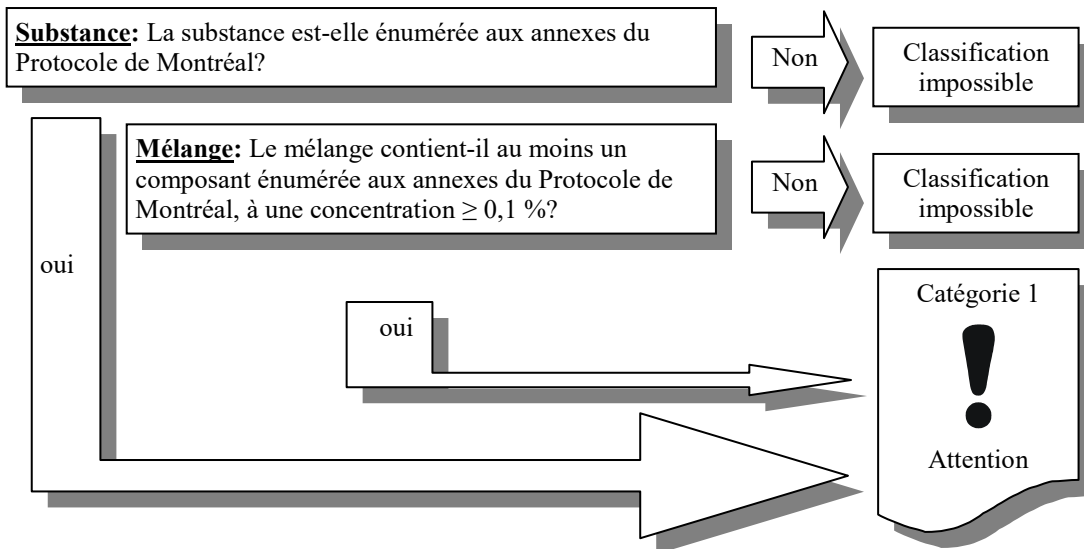 Substance: La substance est-elle énumérée aux annexes du
Protocole de Montréal?
Non
Classification
impossible
Mélange: Le mélange contient-il au moins un
composant énumérée aux annexes du Protocole de
Montréal, à une concentration ≥ 0,1 %?
Non
Classification
impossible
oui
oui
Catégorie 1
Attention